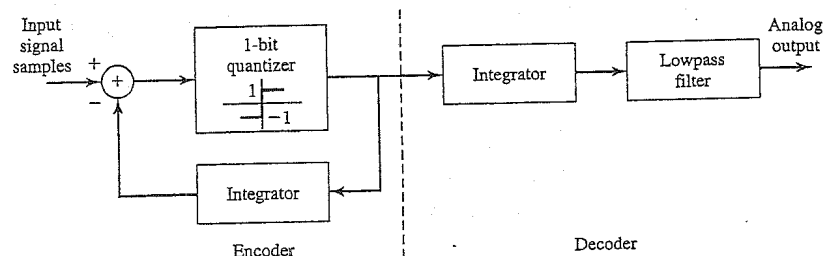 Input
signal
samples
+
−
+
1-bit
quantizer
1
−1
Integrator
Encoder
Integrator
Lowpass
filter
Analog
output
Decoder